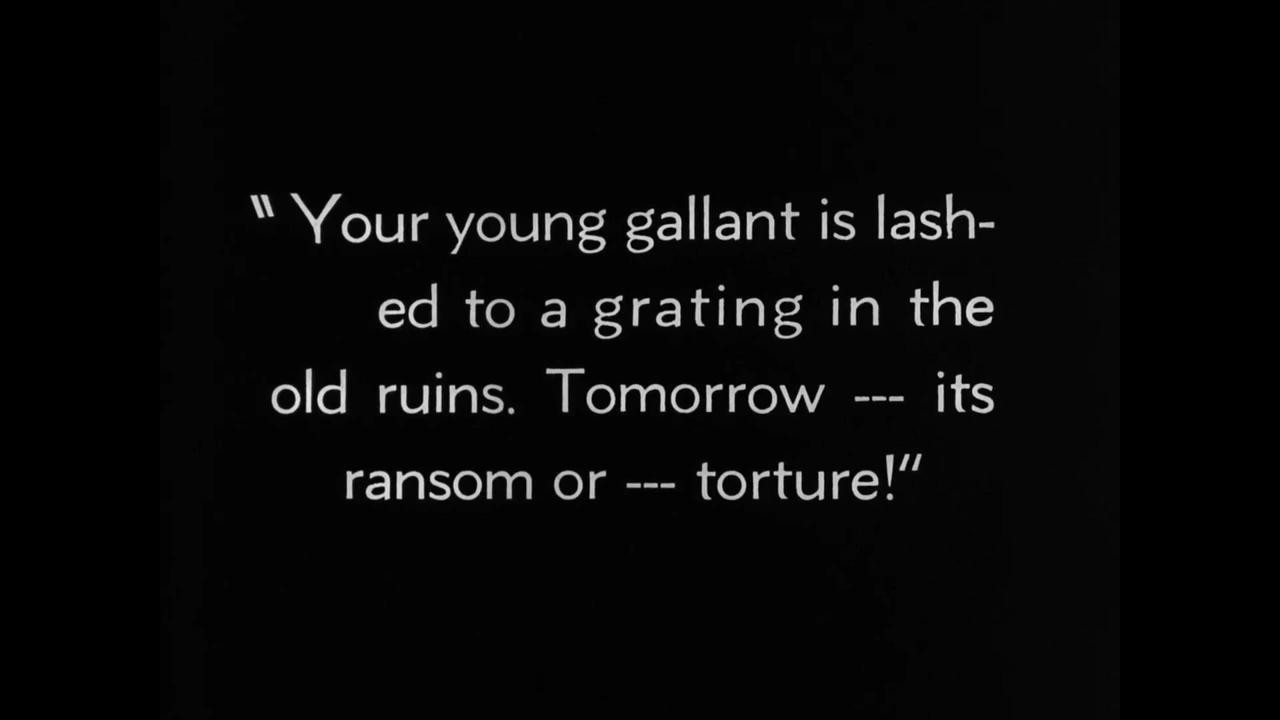 "Your young gallant is lash-
ed to a grating in the
old ruins. Tomorrow --- its
ransom or --- torture!"